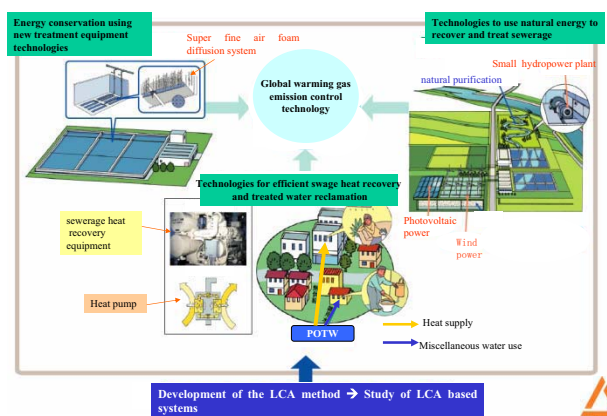 Energy conservation using
new treatment equipment
technologies
Super fine air foam
diffusion system
Global warming gas
emission control
technology
Technologies to use natural energy to
recover and treat sewerage
Small hydropower plant
natural purification
Photovoltaic
power
Wind
power
Technologies for efficient swage heat recovery
and treated water reclamation
sewerage heat
recovery
equipment
Heat pump
POTW
Heat supply
Miscellaneous water use
Development of the LCA method → Study of LCA based
systems